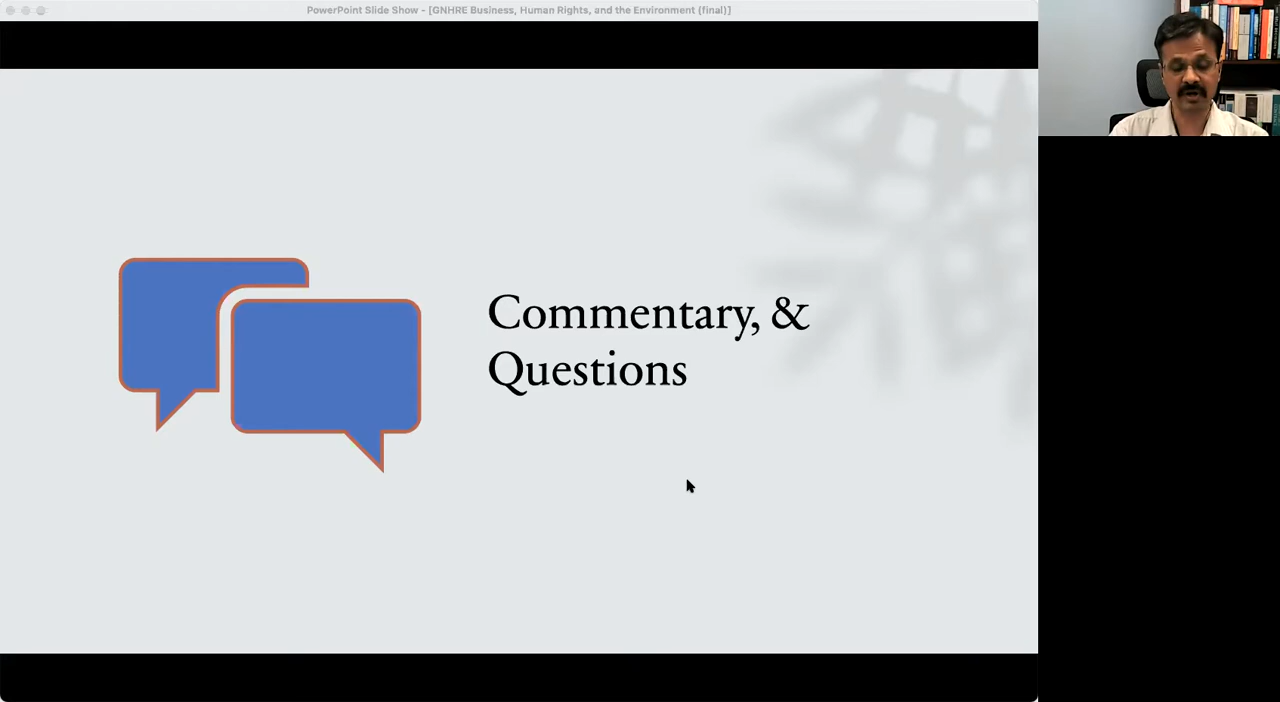 PowerPoint Slide Show - [GNHRE Business, Human Rights, and the Environment (final)]
Commentary, &
Questions